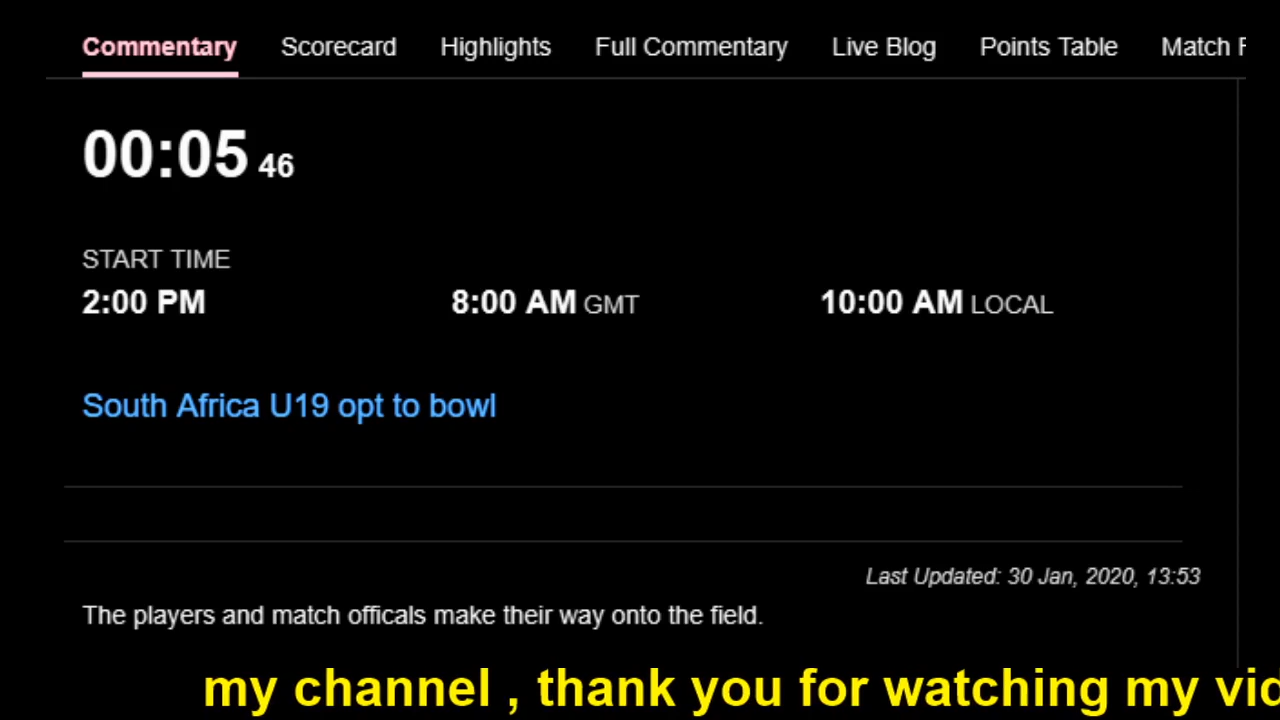 Commentary Scorecard Highlights Full Commentary Live Blog Points Table Match
00:05 46
START TIME
2:00 PM 8:00 AM GMT 10:00 AM LOCAL
South Africa U19 opt to bowl
Last Updated: 30 Jan, 2020, 13:53
The players and match officals make their way onto the field.
my channel , thank you for watching my